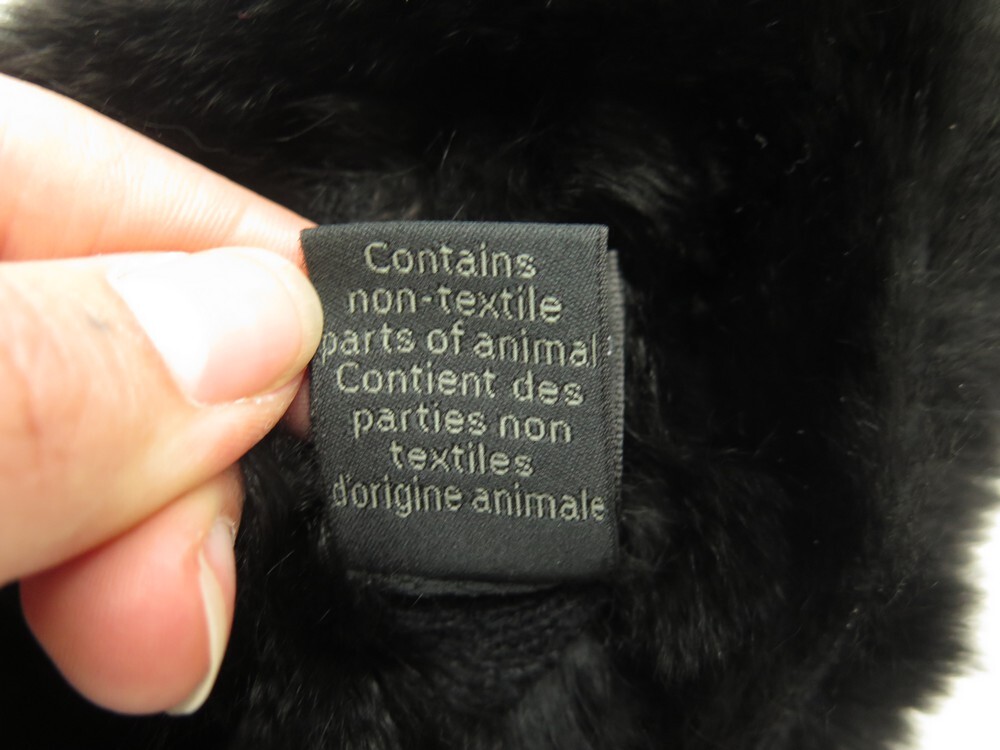 Contains
non-textile
parts of animal
Contient des
parties non
textiles
d'origine animale